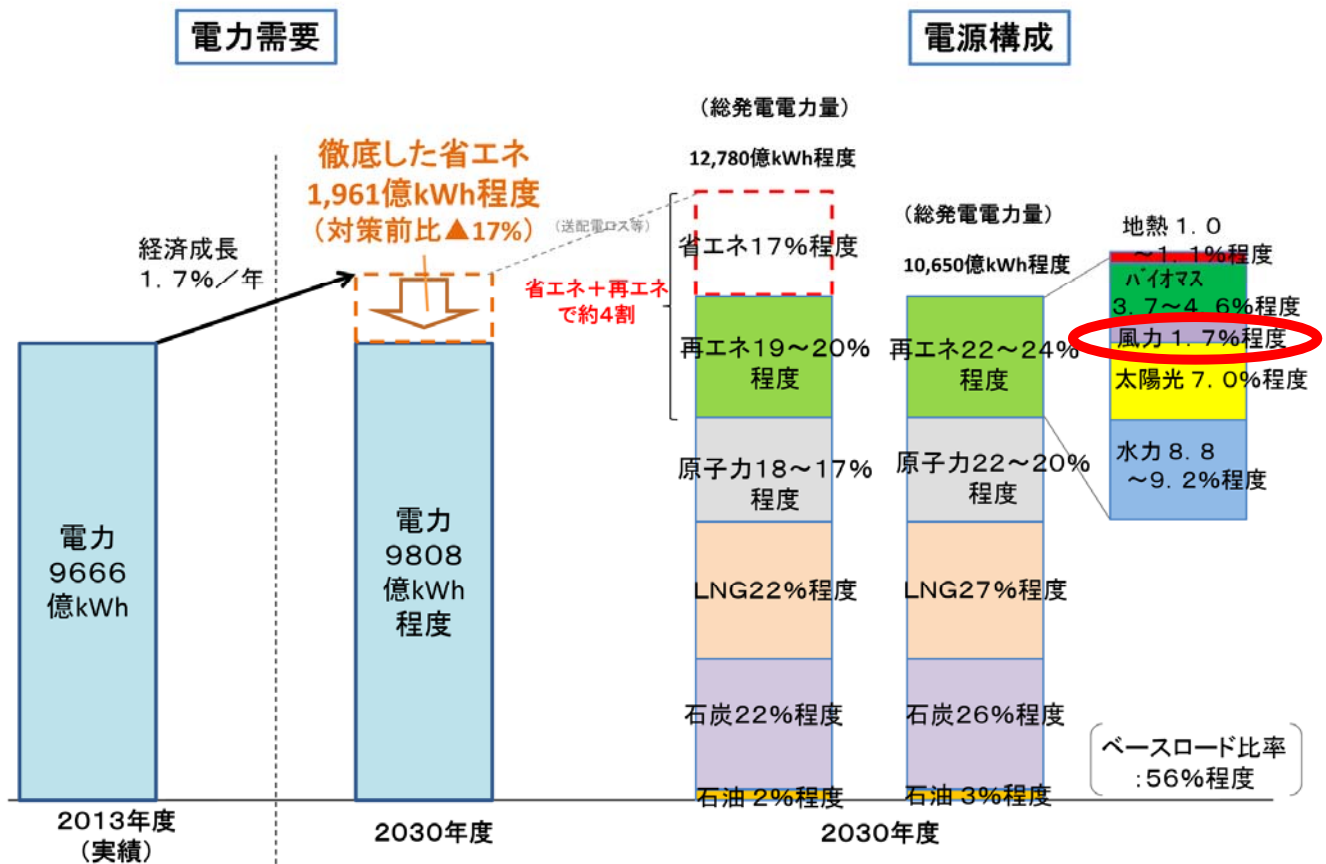 電力需要
電源構成
徹底した省エネ
1,961億kWh程度
(対策前比▲17%)
経済成長
１．７%／年
(送配電ロス等)
省エネ＋再エネ
で約4割
電力
９６６６
億kWh
電力
９８０８
億kWh
程度
（総発電電力量）
12,780億kWh程度
省エネ17%程度
再エネ19～20%
程度
原子力18～17%
程度
LNG22%程度
石炭22%程度
石油 2%程度
（総発電電力量）
10,650億kWh程度
再エネ22～24%
程度
原子力22～20%
程度
LNG27%程度
石炭26%程度
石油 3%程度
地熱 1．0
～1．1%程度
バイオマス
3．7～4．6%程度
風力 1．7%程度
太陽光 7．0%程度
水力 8．8
～9．2%程度
ベースロード比率
:56%程度
２０１３年度
（実績）
２０３０年度
２０３０年度